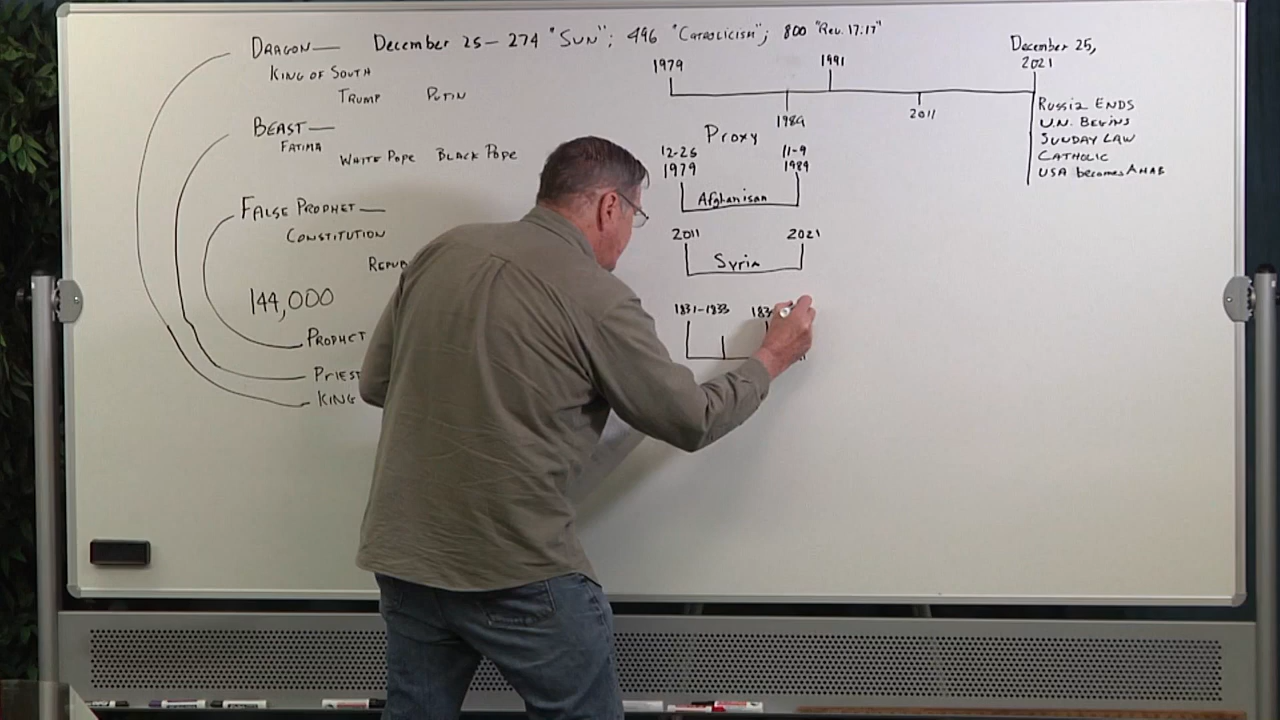 DRAGON— December 25–274 "SUN"; 496 "CATHOLICISM"; 800 "Rev. 17:17"
KING OF SOUTH
TRUMP PUTIN
BEAST—
FATIMA
WHITE POPE BLACK POPE
FALSE PROPHET—
CONSTITUTION
144,000
PROPHET
PRIEST
KING
1979 1991
1989 2011
Proxy
12-25 11-9
1979 1989
Afghanisan
2011 2021
Syria
1831-1833
December 25,
2021
RUSSIA ENDS
U.N. BEGINS
SUNDAY LAW
CATHOLIC
USA becomes AHAB